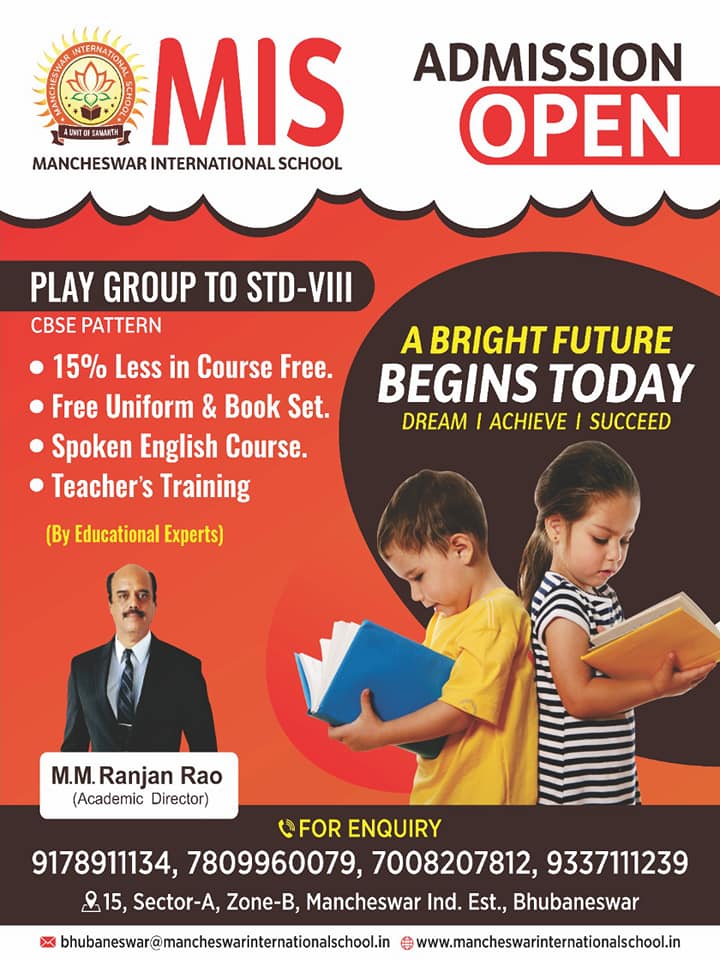 MANCHESWAR INTERNATIONAL SCHOOL
A UNIT OF SAWARTH
MIS
MANCHESWAR INTERNATIONAL SCHOOL
ADMISSION
OPEN
PLAY GROUP TO STD-VIII
CBSE PATTERN
• 15% Less in Course Free.
• Free Uniform & Book Set.
• Spoken English Course.
• Teacher's Training
(By Educational Experts)
A BRIGHT FUTURE
BEGINS TODAY
DREAM I ACHIEVE I SUCCEED
M.M. Ranjan Rao
(Academic Director)
FOR ENQUIRY
9178911134, 7809960079, 7008207812, 9337111239
15, Sector-A, Zone-B, Mancheswar Ind. Est., Bhubaneswar
bhubaneswar@mancheswarinternationalschool.in www.mancheswarinternationalschool.in